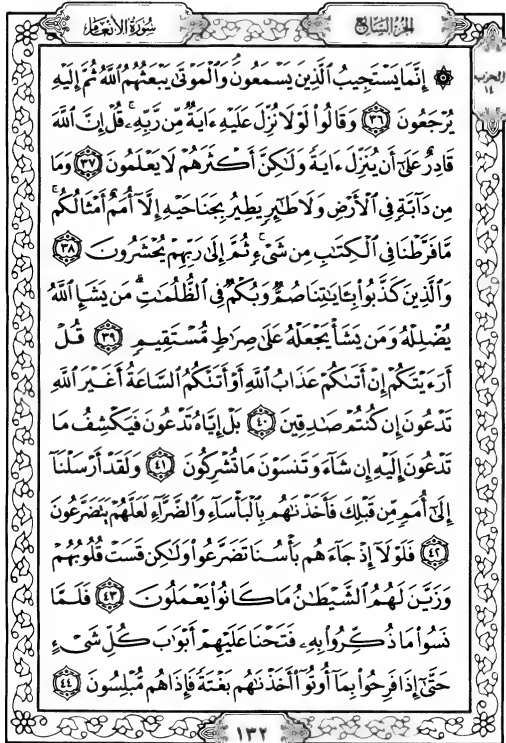 سُورَةُ الأَنْعَام
الجُزْءُ السَّابِعُ
الحزب
١٤
۞ إِنَّمَا يَسْتَجِيبُ ٱلَّذِينَ يَسْمَعُونَۘ وَٱلْمَوْتَىٰ يَبْعَثُهُمُ ٱللَّهُ ثُمَّ إِلَيْهِ
يُرْجَعُونَ ٣٦ وَقَالُوا۟ لَوْلَا نُزِّلَ عَلَيْهِ ءَايَةٌ مِّن رَّبِّهِۦۚ قُلْ إِنَّ ٱللَّهَ
قَادِرٌ عَلَىٰٓ أَن يُنَزِّلَ ءَايَةً وَلَٰكِنَّ أَكْثَرَهُمْ لَا يَعْلَمُونَ ٣٧ وَمَا
مِن دَآبَّةٍ فِى ٱلْأَرْضِ وَلَا طَٰٓئِرٍ يَطِيرُ بِجَنَاحَيْهِ إِلَّآ أُمَمٌ أَمْثَالُكُمۚ
مَّا فَرَّطْنَا فِى ٱلْكِتَٰبِ مِن شَىْءٍۚ ثُمَّ إِلَىٰ رَبِّهِمْ يُحْشَرُونَ ٣٨
وَٱلَّذِينَ كَذَّبُوا۟ بِـَٔايَٰتِنَا صُمٌّ وَبُكْمٌ فِى ٱلظُّلُمَٰتِۗ مَن يَشَإِ ٱللَّهُ
يُضْلِلْهُ وَمَن يَشَأْ يَجْعَلْهُ عَلَىٰ صِرَٰطٍ مُّسْتَقِيمٍ ٣٩ قُلْ
أَرَءَيْتَكُمْ إِنْ أَتَىٰكُمْ عَذَابُ ٱللَّهِ أَوْ أَتَتْكُمُ ٱلسَّاعَةُ أَغَيْرَ ٱللَّهِ
تَدْعُونَ إِن كُنتُمْ صَٰدِقِينَ ٤٠ بَلْ إِيَّاهُ تَدْعُونَ فَيَكْشِفُ مَا
تَدْعُونَ إِلَيْهِ إِن شَآءَ وَتَنسَوْنَ مَا تُشْرِكُونَ ٤١ وَلَقَدْ أَرْسَلْنَآ
إِلَىٰٓ أُمَمٍ مِّن قَبْلِكَ فَأَخَذْنَٰهُم بِٱلْبَأْسَآءِ وَٱلضَّرَّآءِ لَعَلَّهُمْ يَتَضَرَّعُونَ
٤٢ فَلَوْلَآ إِذْ جَآءَهُم بَأْسُنَا تَضَرَّعُوا۟ وَلَٰكِن قَسَتْ قُلُوبُهُمْ
وَزَيَّنَ لَهُمُ ٱلشَّيْطَٰنُ مَا كَانُوا۟ يَعْمَلُونَ ٤٣ فَلَمَّا
نَسُوا۟ مَا ذُكِّرُوا۟ بِهِۦ فَتَحْنَا عَلَيْهِمْ أَبْوَٰبَ كُلِّ شَىْءٍ
حَتَّىٰٓ إِذَا فَرِحُوا۟ بِمَآ أُوتُوٓا۟ أَخَذْنَٰهُم بَغْتَةً فَإِذَا هُم مُّبْلِسُونَ ٤٤
١٣٢